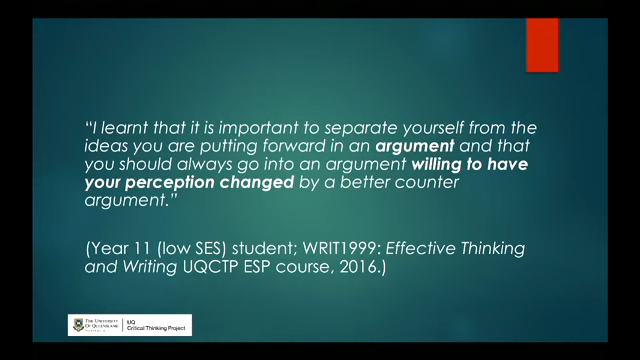 “I learnt that it is important to separate yourself from the
ideas you are putting forward in an argument and that
you should always go into an argument willing to have
your perception changed by a better counter
argument.”
(Year 11 (low SES) student; WRIT1999: Effective Thinking
and Writing UQCTP ESP course, 2016.)
THE UNIVERSITY
OF QUEENSLAND
AUSTRALIA
UQ
Critical Thinking Project